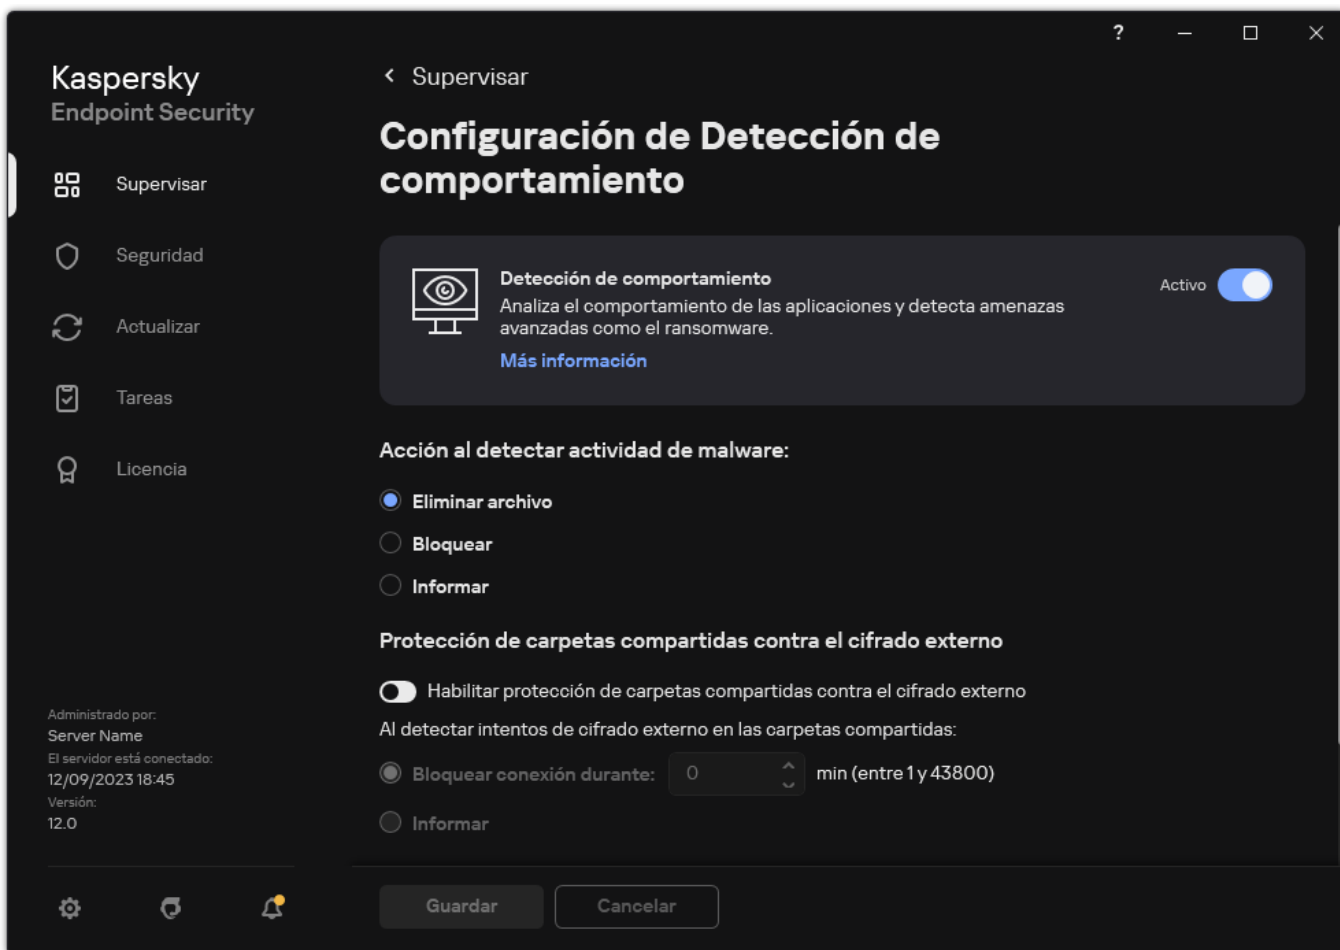 ?
Kaspersky
Endpoint Security
Supervisar
Seguridad
Actualizar
Tareas
Licencia
Administrado por:
Server Name
El servidor está conectado:
12/09/2023 18:45
Versión:
12.0
Supervisar
Configuración de Detección de
comportamiento
Detección de comportamiento
Analiza el comportamiento de las aplicaciones y detecta amenazas
avanzadas como el ransomware.
Más información
Activo
Acción al detectar actividad de malware:
Eliminar archivo
Bloquear
Informar
Protección de carpetas compartidas contra el cifrado externo
Habilitar protección de carpetas compartidas contra el cifrado externo
Al detectar intentos de cifrado externo en las carpetas compartidas:
Bloquear conexión durante: 0 min (entre 1 y 43800)
Informar
Guardar Cancelar